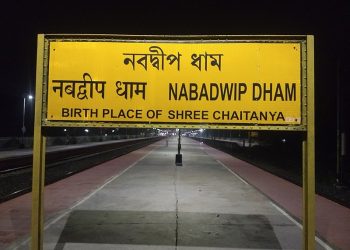 নবদ্বীপ ধাম
नबद्वीप धाम NABADWIP DHAM
BIRTH PLACE OF SHREE CHAITANYA